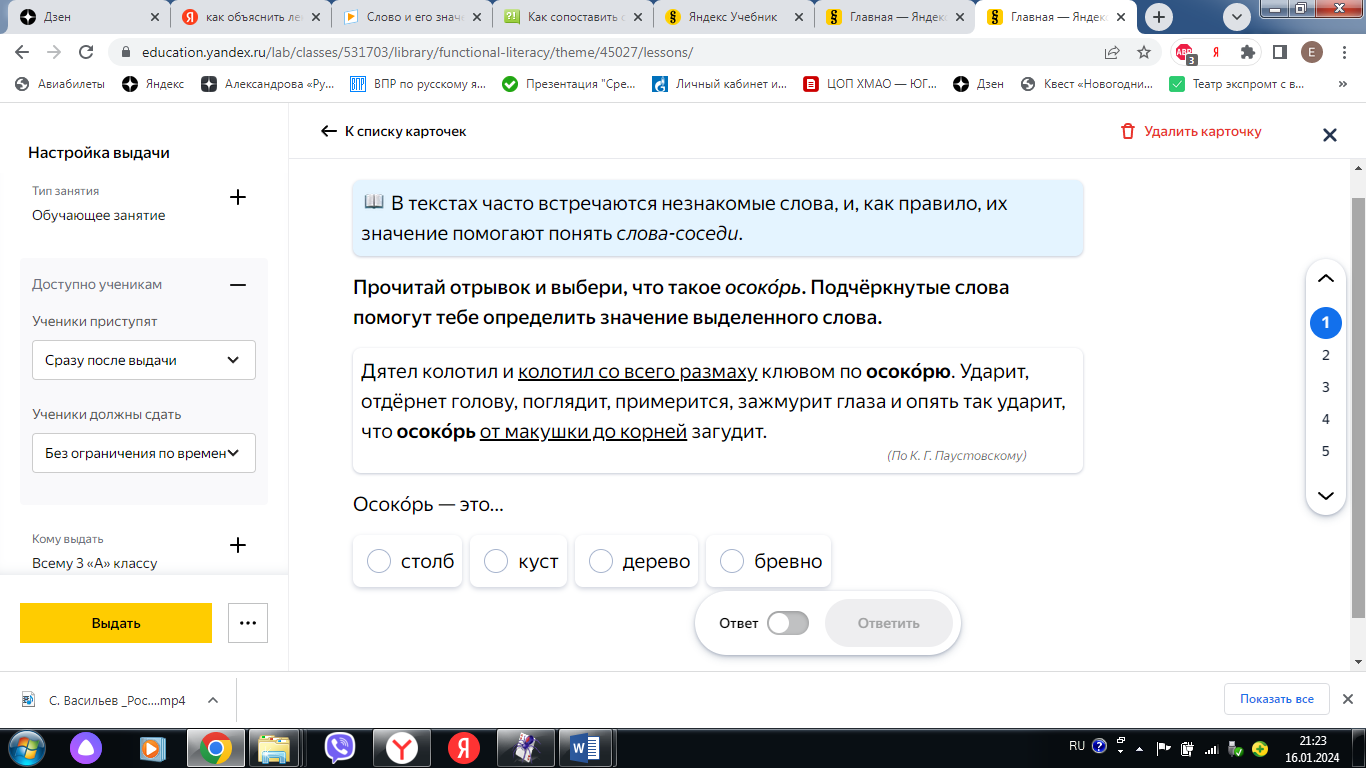 Дзен
как объяснить ле
Слово и его знач
Как сопоставить
Яндекс Учебник
Главная — Яндек
Главная — Яндек
education.yandex.ru/lab/classes/531703/library/functional-literacy/theme/45027/lessons/
ABP 3
Я
E
Авиабилеты
Яндекс
Александрова «Ру...
ВПР по русскому я...
Презентация "Сре...
Личный кабинет и...
ЦОП ХМАО — ЮГ...
Дзен
Квест «Новогодни...
Театр экспромт с в...
»
Настройка выдачи
Тип занятия
Обучающее занятие
Доступно ученикам
Ученики приступят
Сразу после выдачи
Ученики должны сдать
Без ограничения по времен
Кому выдать
Всему 3 «А» классу
Выдать
К списку карточек
Удалить карточку
В текстах часто встречаются незнакомые слова, и, как правило, их
значение помогают понять слова-соседи.
Прочитай отрывок и выбери, что такое осоко́рь. Подчёркнутые слова
помогут тебе определить значение выделенного слова.
Дятел колотил и колотил со всего размаху клювом по осоко́рю. Ударит,
отдёрнет голову, поглядит, примерится, зажмурит глаза и опять так ударит,
что осоко́рь от макушки до корней загудит.
(По К. Г. Паустовскому)
Осоко́рь — это...
столб
куст
дерево
бревно
Ответ
Ответить
1
2
3
4
5
С. Васильев _Рос....mp4
Показать все
RU
21:23
16.01.2024